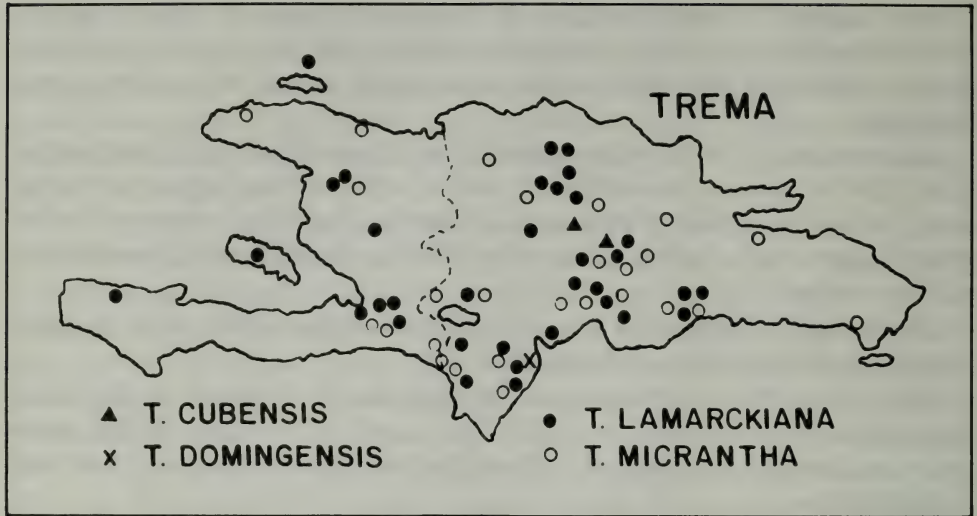 TREMA
T. CUBENSIS
T. DOMINGENSIS
T. LAMARCKIANA
T. MICRANTHA